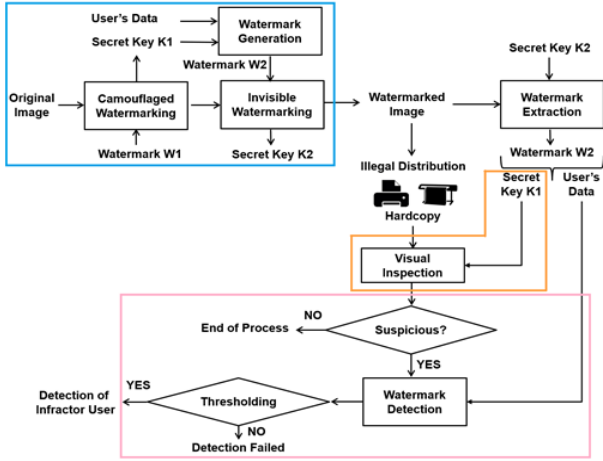 User's Data
Watermark
Generation
Secret Key K1
Watermark W2
Secret Key K2
Original
Image
Camouflaged
Watermarking
Invisible
Watermarking
Watermarked
Image
Watermark
Extraction
Watermark W1
Secret Key K2
Watermark W2
Illegal Distribution
Secret
Key K1
User's
Data
Hardcopy
Visual
Inspection
NO
End of Process
Suspicious?
YES
Detection of
Infractor User
YES
Thresholding
Watermark
Detection
NO
Detection Failed